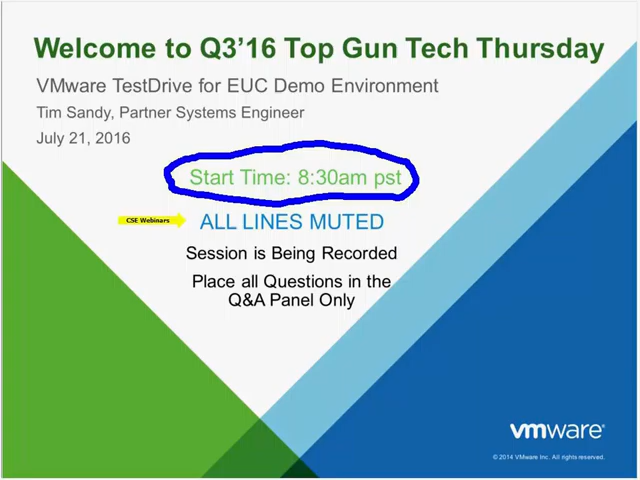 Welcome to Q3’16 Top Gun Tech Thursday
VMware TestDrive for EUC Demo Environment
Tim Sandy, Partner Systems Engineer
July 21, 2016
Start Time: 8:30am pst
CSE Webinars
ALL LINES MUTED
Session is Being Recorded
Place all Questions in the
Q&A Panel Only
vmware®
© 2014 VMware Inc. All rights reserved.